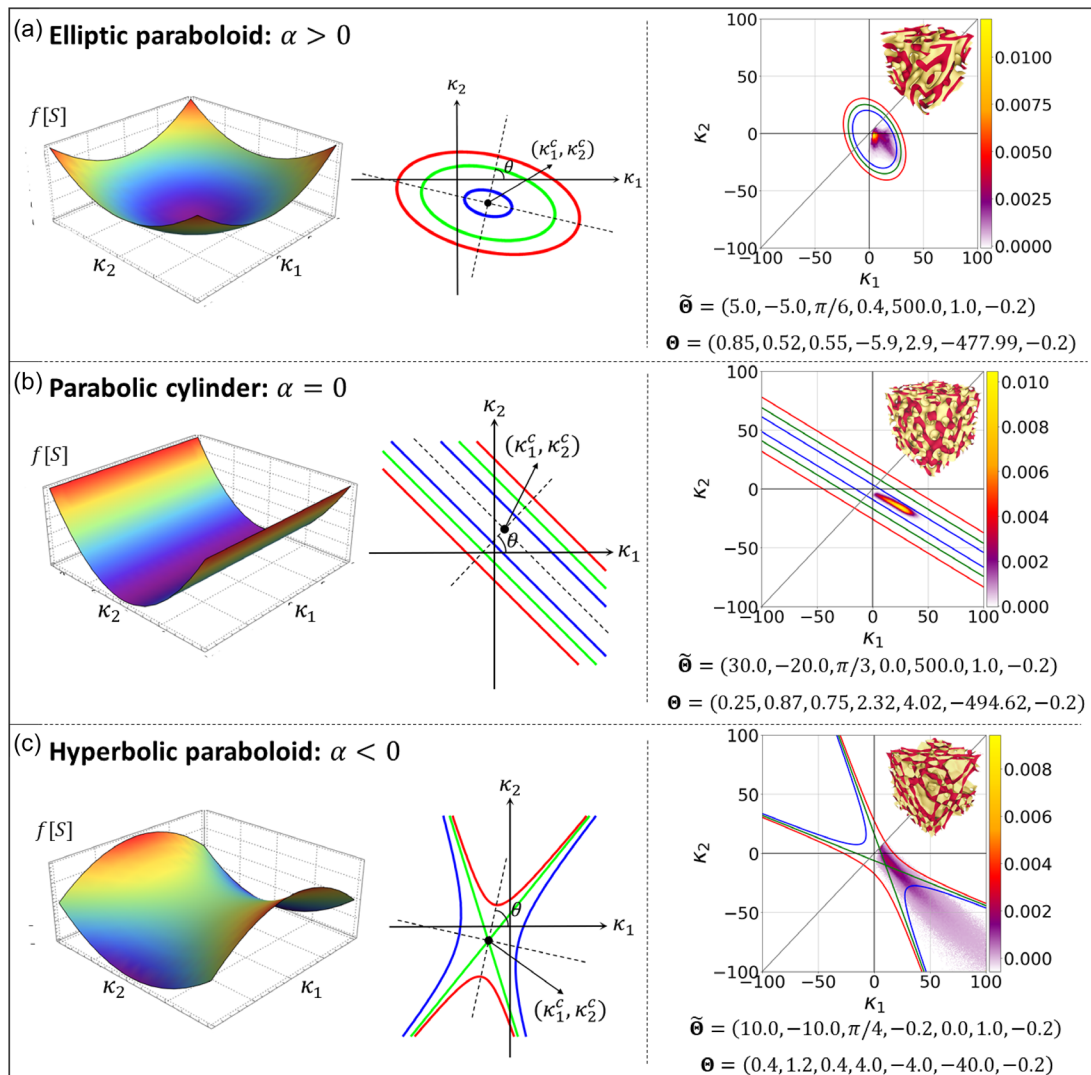 (a) Elliptic paraboloid: α > 0
f[S]
κ₂
κ₁
κ₂
(κ₁ᶜ, κ₂ᶜ)
θ
κ₁
100
50
0
−50
−100
κ₂
−100 −50 0 50 100
κ₁
0.0100
0.0075
0.0050
0.0025
0.0000
Θ̃ = (5.0, −5.0, π/6, 0.4, 500.0, 1.0, −0.2)
Θ = (0.85, 0.52, 0.55, −5.9, 2.9, −477.99, −0.2)
(b) Parabolic cylinder: α = 0
f[S]
κ₂
κ₁
κ₂
(κ₁ᶜ, κ₂ᶜ)
θ
κ₁
100
50
0
−50
−100
κ₂
−100 −50 0 50 100
κ₁
0.010
0.008
0.006
0.004
0.002
0.000
Θ̃ = (30.0, −20.0, π/3, 0.0, 500.0, 1.0, −0.2)
Θ = (0.25, 0.87, 0.75, 2.32, 4.02, −494.62, −0.2)
(c) Hyperbolic paraboloid: α < 0
f[S]
κ₂
κ₁
κ₂
θ
κ₁
(κ₁ᶜ, κ₂ᶜ)
100
50
0
−50
−100
κ₂
−100 −50 0 50 100
κ₁
0.008
0.006
0.004
0.002
0.000
Θ̃ = (10.0, −10.0, π/4, −0.2, 0.0, 1.0, −0.2)
Θ = (0.4, 1.2, 0.4, 4.0, −4.0, −40.0, −0.2)